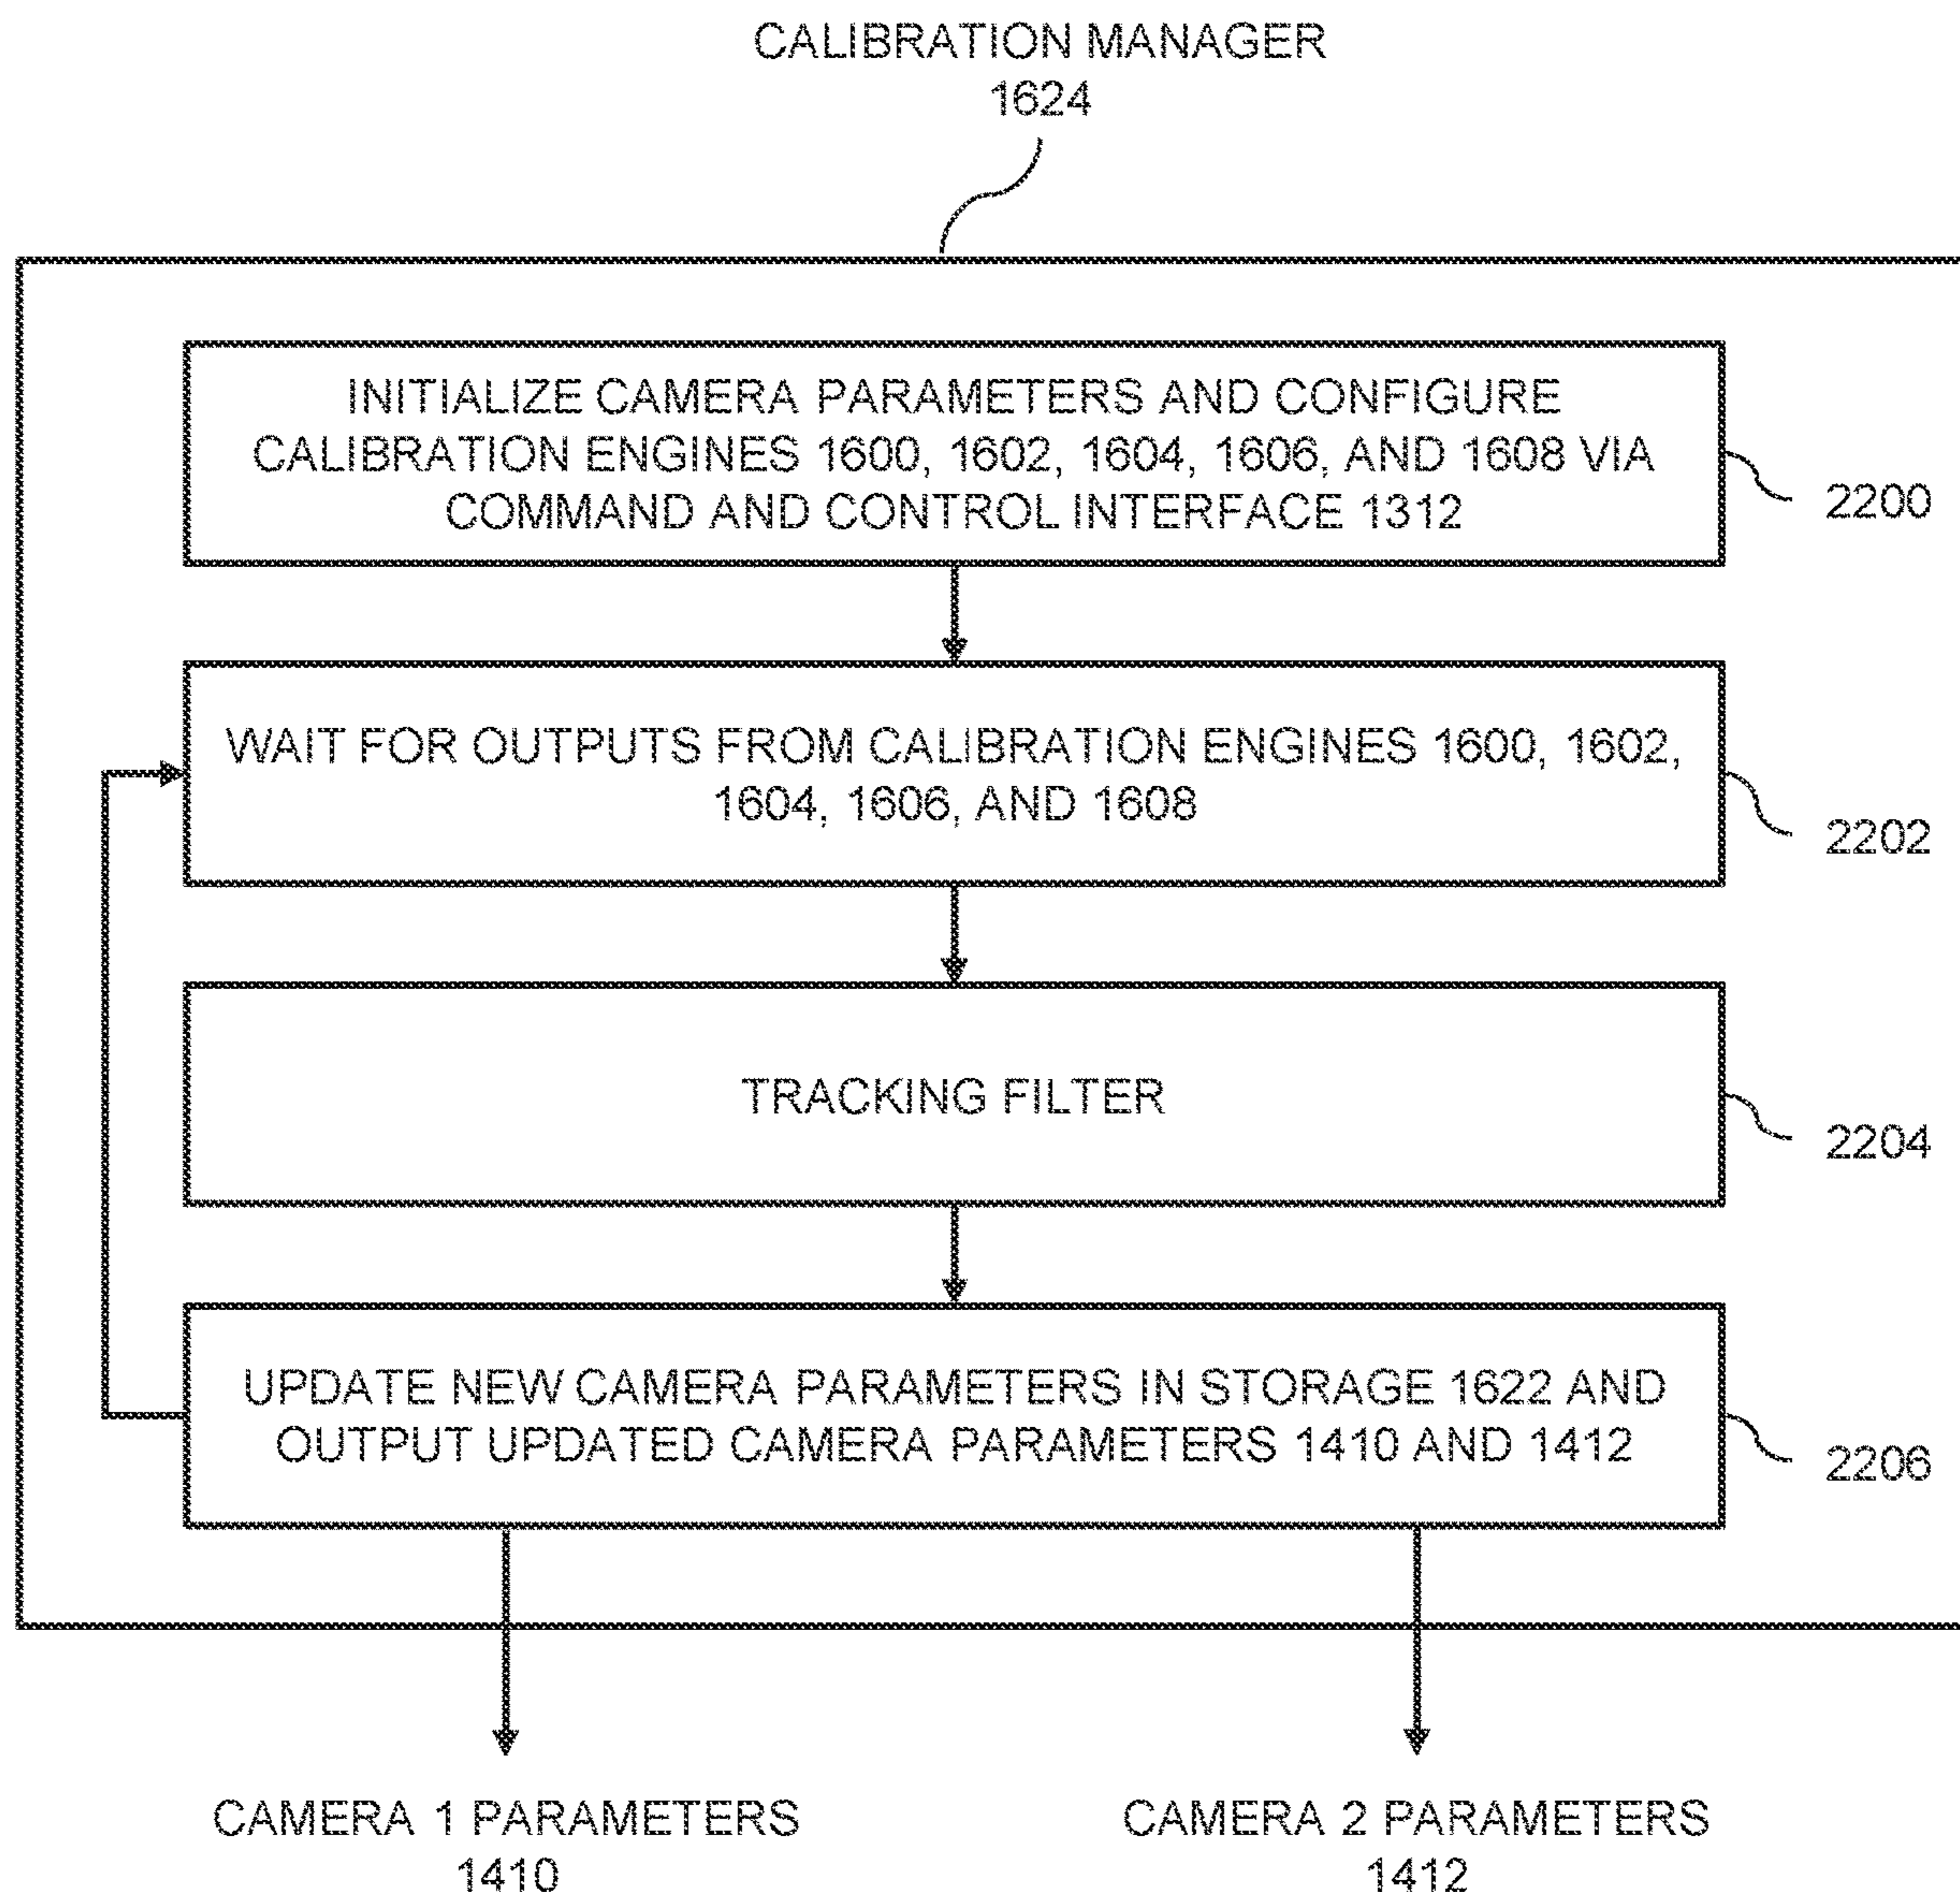 CALIBRATION MANAGER
1624
INITIALIZE CAMERA PARAMETERS AND CONFIGURE
CALIBRATION ENGINES 1600, 1602, 1604, 1606, AND 1608 VIA
COMMAND AND CONTROL INTERFACE 1312
2200
WAIT FOR OUTPUTS FROM CALIBRATION ENGINES 1600, 1602,
1604, 1606, AND 1608
2202
TRACKING FILTER
2204
UPDATE NEW CAMERA PARAMETERS IN STORAGE 1622 AND
OUTPUT UPDATED CAMERA PARAMETERS 1410 AND 1412
2206
CAMERA 1 PARAMETERS
1410
CAMERA 2 PARAMETERS
1412